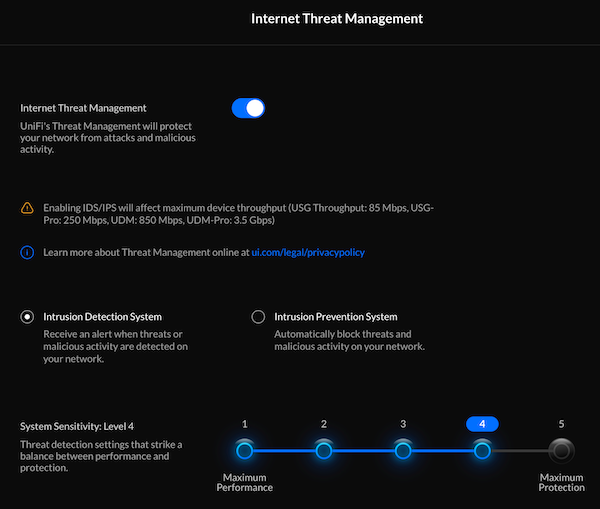 Internet Threat Management
Internet Threat Management
UniFi's Threat Management will protect
your network from attacks and malicious
activity.
Enabling IDS/IPS will affect maximum device throughput (USG Throughput: 85 Mbps, USG-
Pro: 250 Mbps, UDM: 850 Mbps, UDM-Pro: 3.5 Gbps)
Learn more about Threat Management online at ui.com/legal/privacypolicy
Intrusion Detection System
Receive an alert when threats or
malicious activity are detected on
your network.
Intrusion Prevention System
Automatically block threats and
malicious activity on your network.
System Sensitivity: Level 4
Threat detection settings that strike a
balance between performance and
protection.
1 2 3 4 5
Maximum
Performance
Maximum
Protection